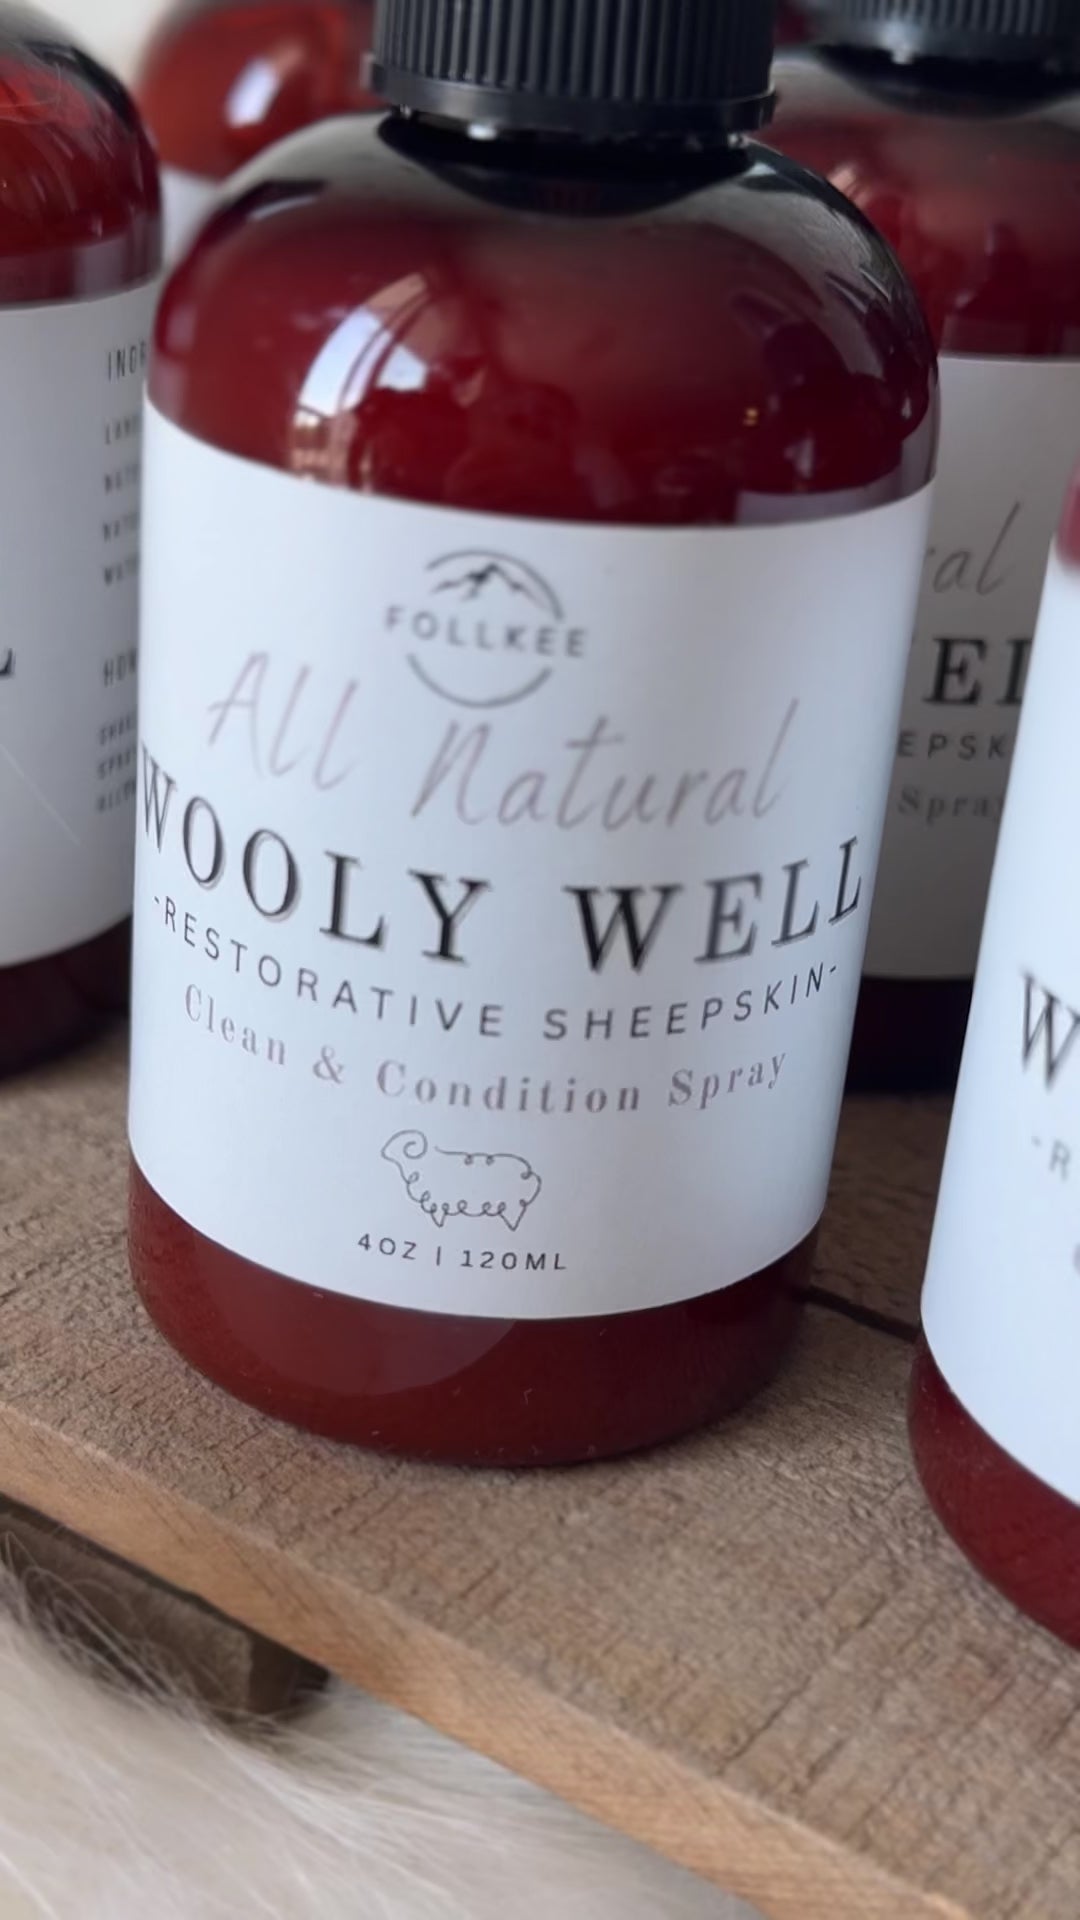 FOLLKEE
All Natural
WOOLY WELL
-RESTORATIVE SHEEPSKIN-
Clean & Condition Spray
4OZ | 120ML